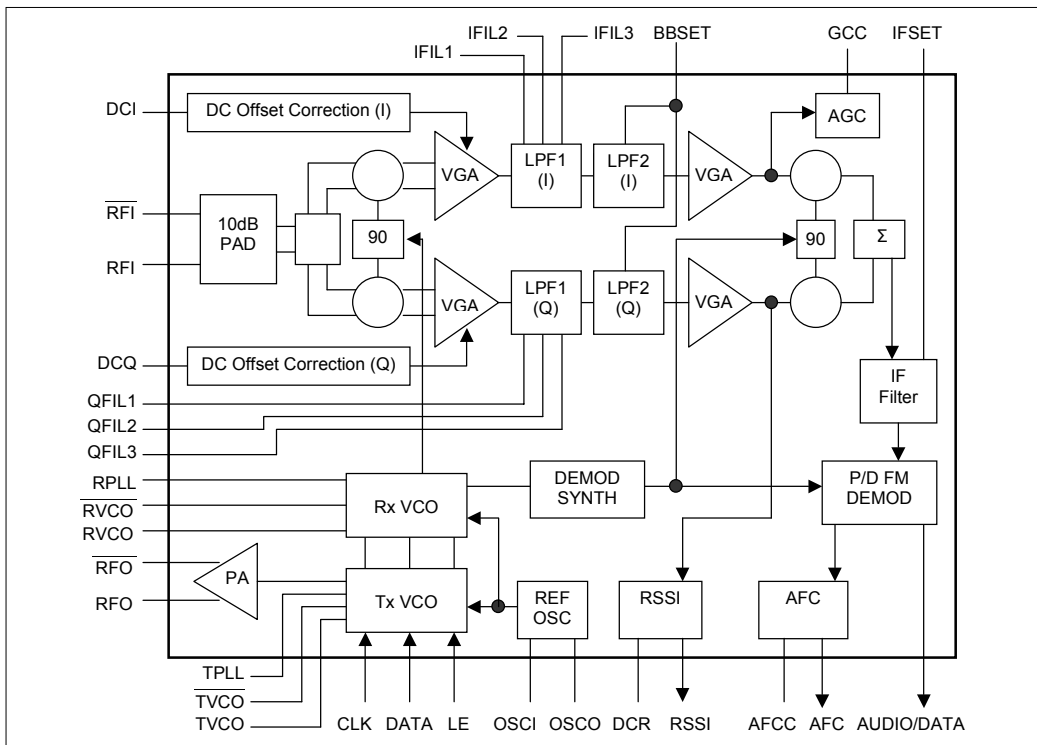 IFIL2
IFIL3
BBSET
GCC
IFSET
IFIL1
DCI
DC Offset Correction (I)
AGC
VGA
LPF1
(I)
LPF2
(I)
VGA
RFI
10dB
PAD
90
90
Σ
RFI
LPF1
(Q)
LPF2
(Q)
VGA
VGA
DCQ
DC Offset Correction (Q)
IF
Filter
QFIL1
QFIL2
QFIL3
RPLL
DEMOD
SYNTH
P/D FM
DEMOD
RVCO
Rx VCO
RVCO
RFO
PA
RFO
Tx VCO
REF
OSC
RSSI
AFC
TPLL
TVCO
TVCO
CLK
DATA
LE
OSCI
OSCO
DCR
RSSI
AFCC
AFC
AUDIO/DATA